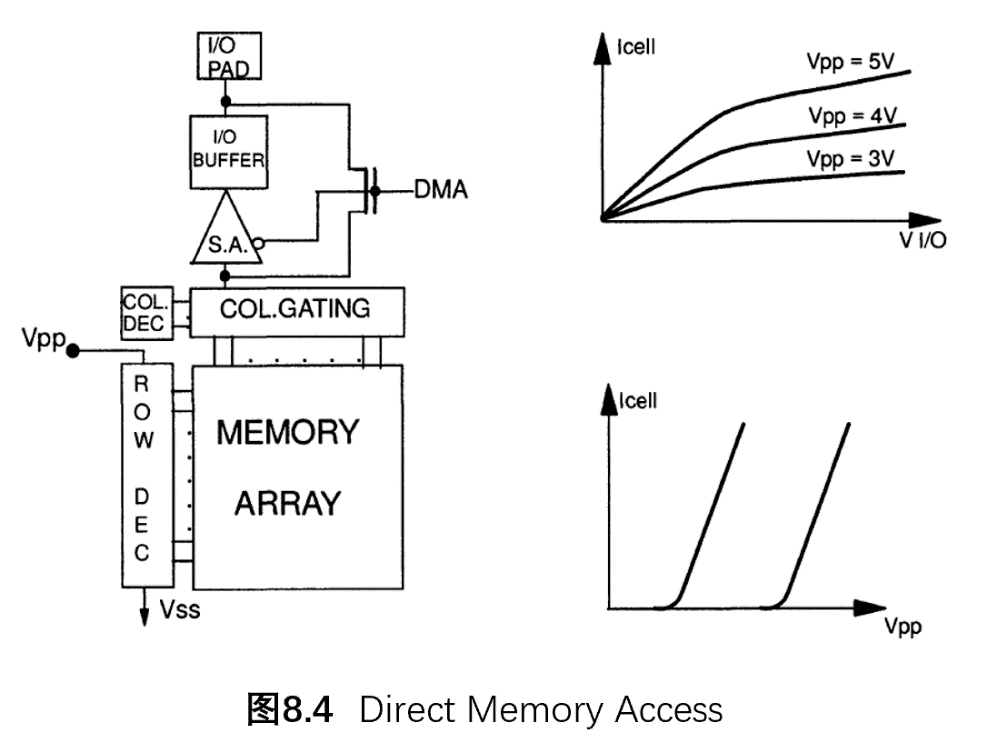 I/O
PAD
I/O
BUFFER
S.A.
DMA
COL.
DEC
COL.GATING
Vpp
R
O
W
D
E
C
MEMORY
ARRAY
Vss
Icell
Vpp = 5V
Vpp = 4V
Vpp = 3V
V I/O
Icell
Vpp
图8.4 Direct Memory Access